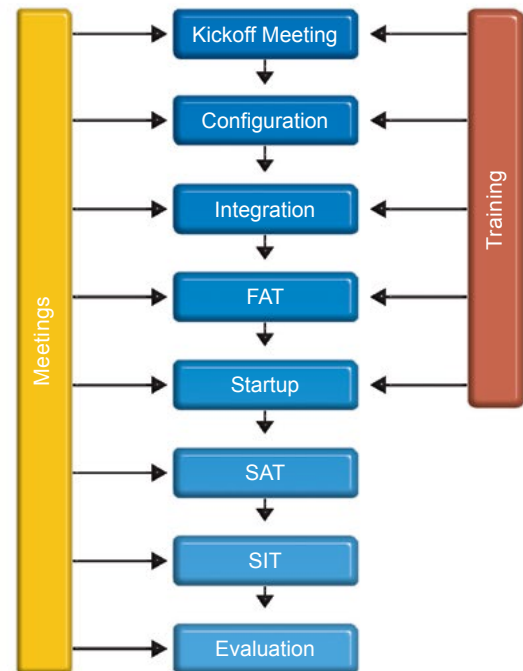 Kickoff Meeting
Configuration
Integration
FAT
Startup
SAT
SIT
Evaluation
Meetings
Training